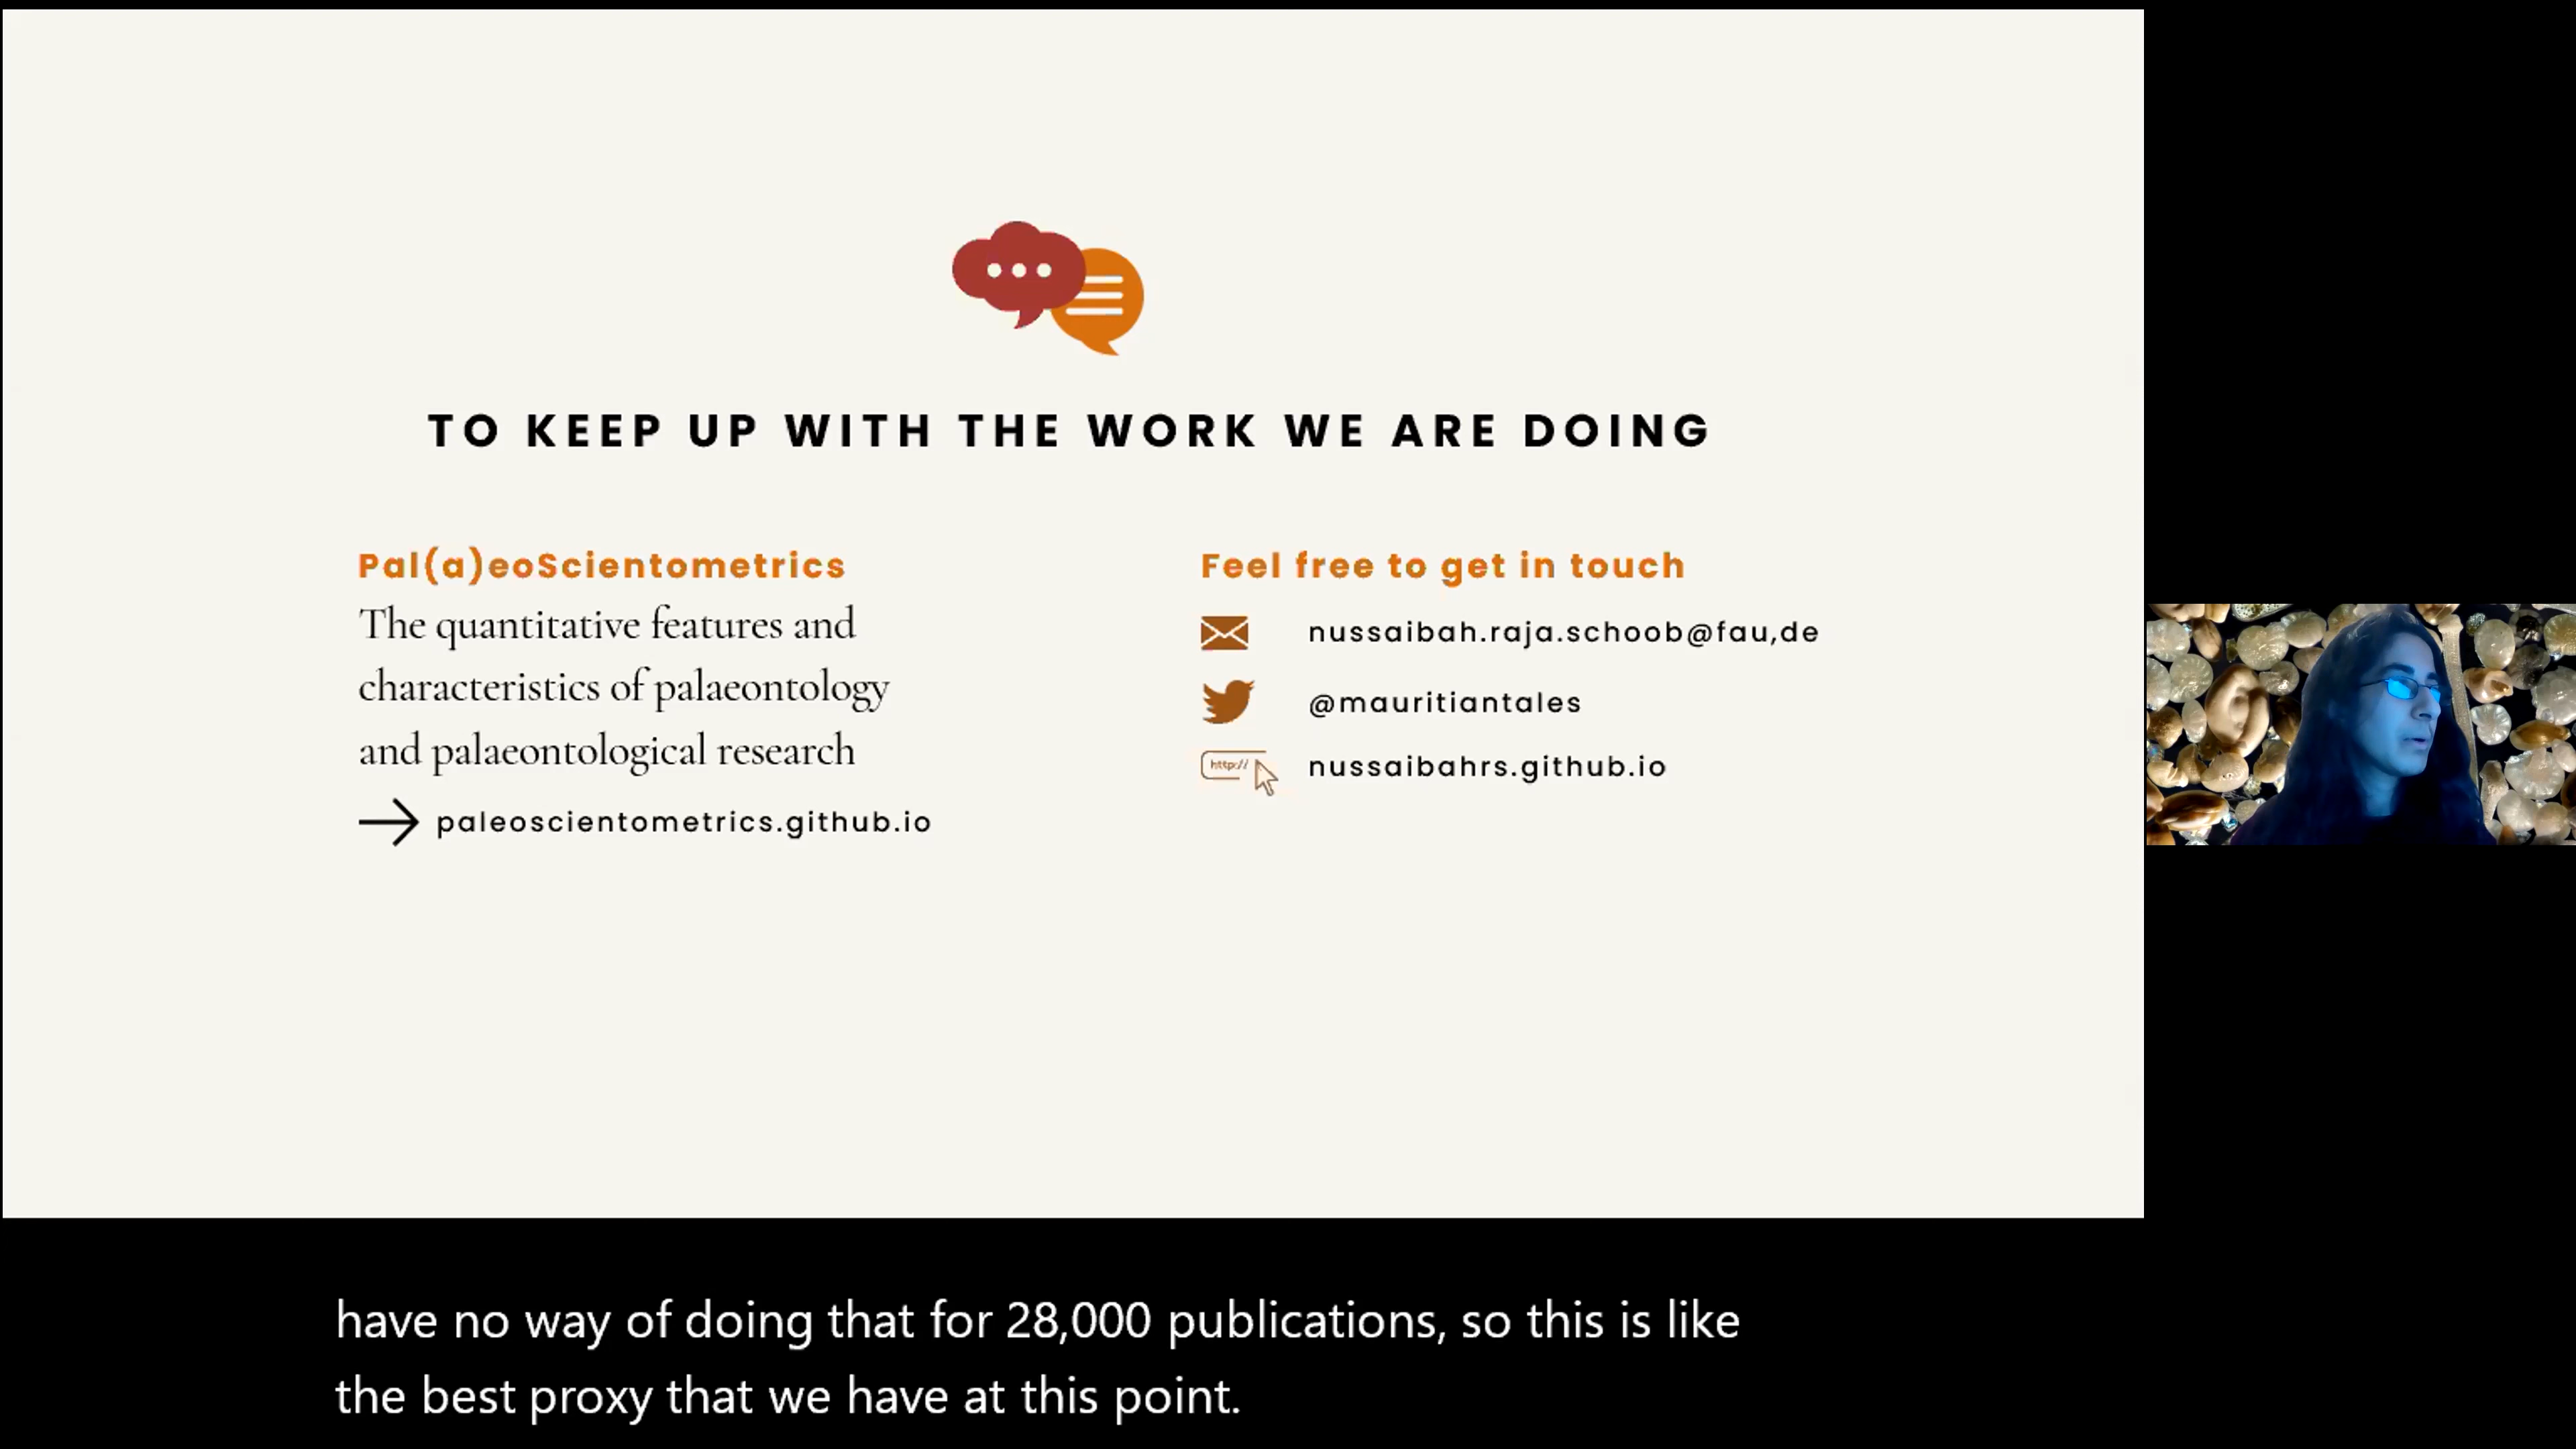 TO KEEP UP WITH THE WORK WE ARE DOING
Pal(a)eoScientometrics
The quantitative features and
characteristics of palaeontology
and palaeontological research
paleoscientometrics.github.io
Feel free to get in touch
nussaibah.raja.schoob@fau,de
@mauritiantales
http://
nussaibahrs.github.io
have no way of doing that for 28,000 publications, so this is like
the best proxy that we have at this point.